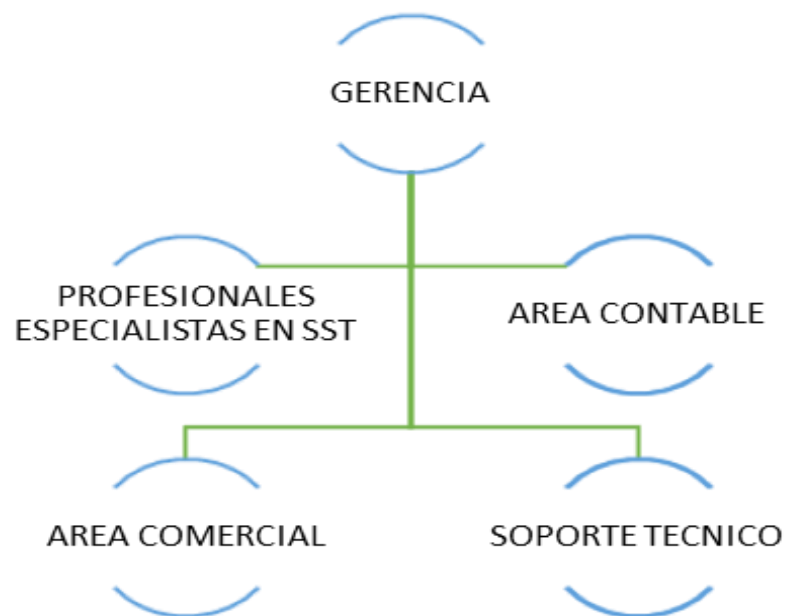 GERENCIA
PROFESIONALES
ESPECIALISTAS EN SST
AREA CONTABLE
AREA COMERCIAL
SOPORTE TECNICO